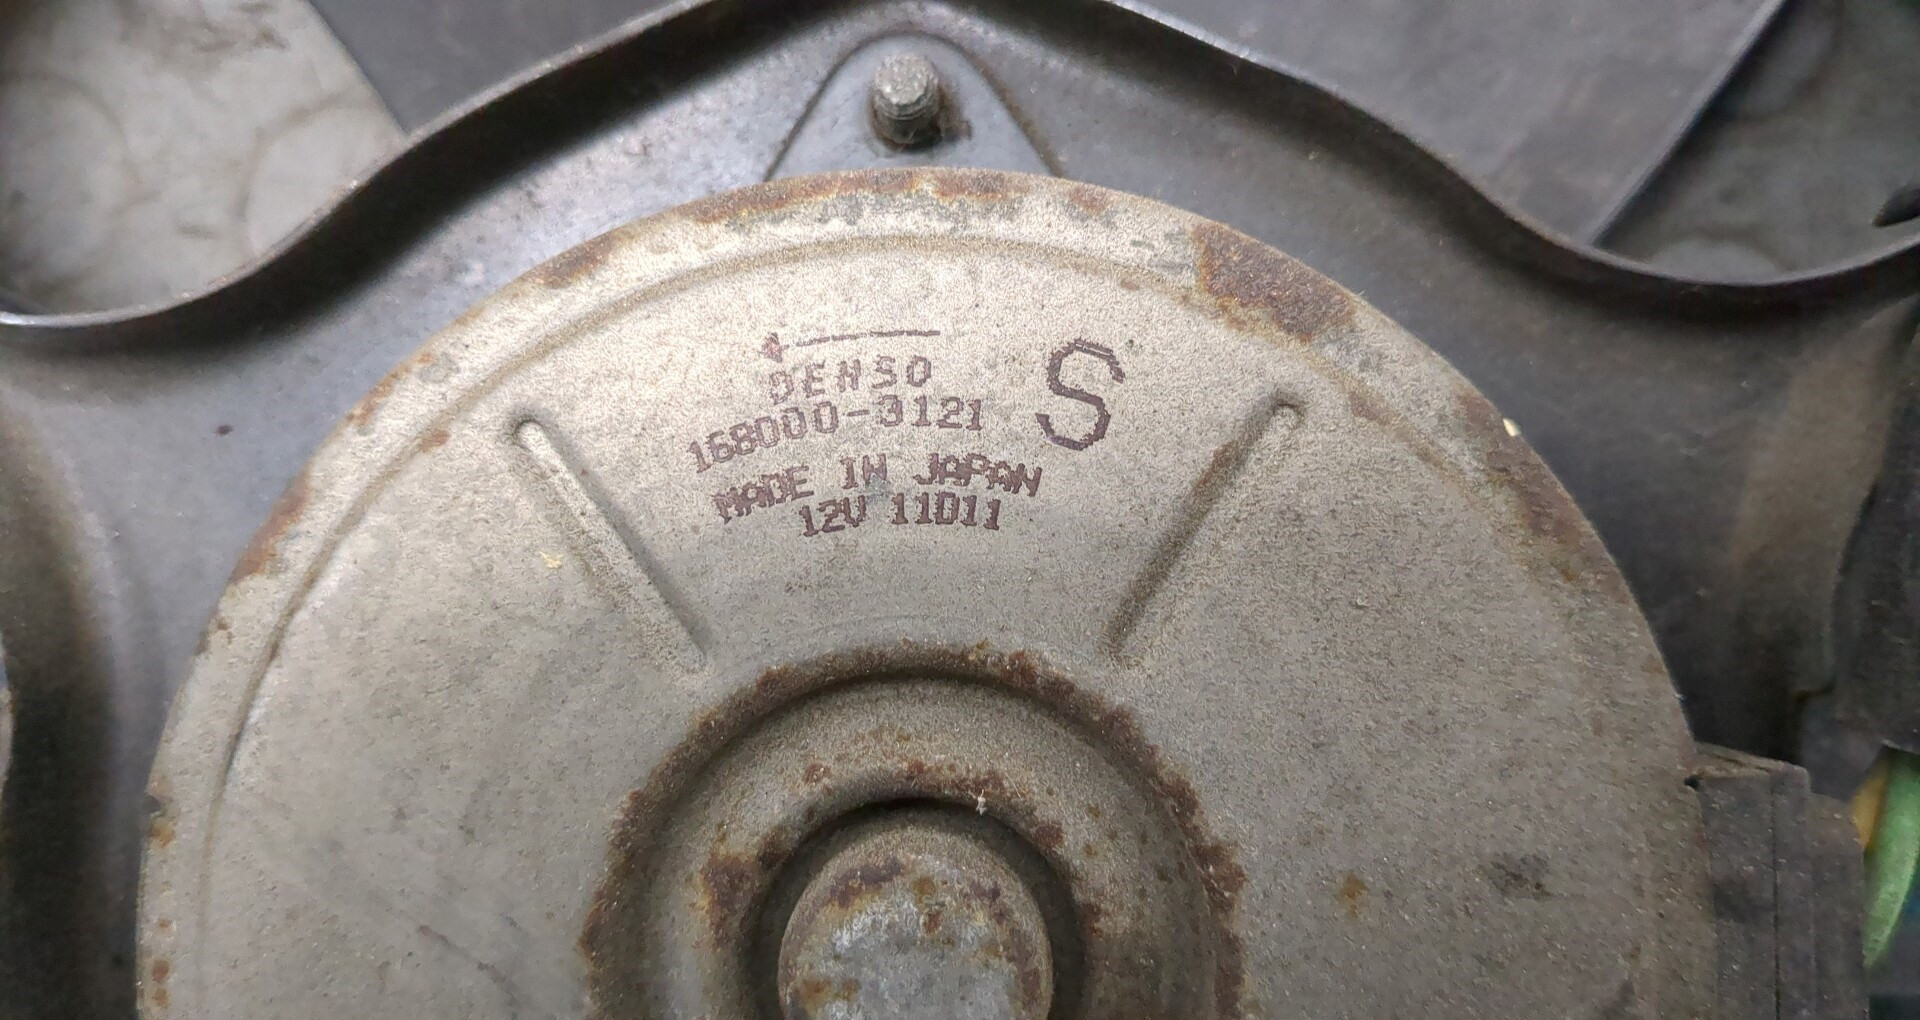 DENSO
S
168000-3121
MADE IN JAPAN
12V 11011